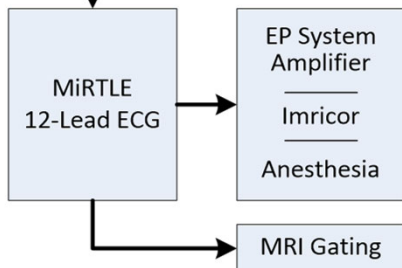 MiRTLE
12-Lead ECG
EP System
Amplifier
Imricor
Anesthesia
MRI Gating